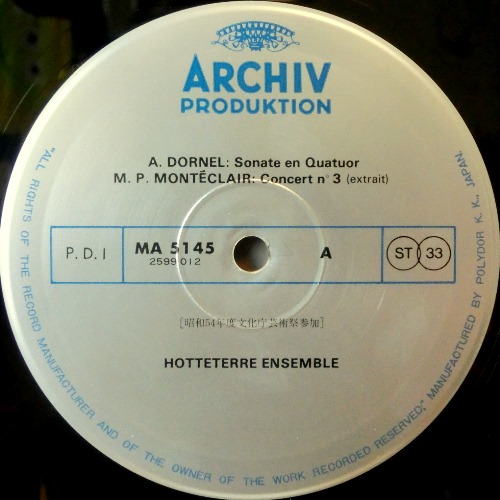 ARCHIV
PRODUKTION
A. DORNEL: Sonate en Quatuor
M. P. MONTÉCLAIR: Concert n° 3 (extrait)
P. D. I
MA 5145
2599 012
A
ST 33
[昭和54年度文化庁芸術祭参加]
HOTTETERRE ENSEMBLE
"ALL RIGHTS OF THE RECORD MANUFACTURER AND OF THE OWNER OF THE WORK RECORDED RESERVED," MANUFACTURED BY POLYDOR K. K., JAPAN.